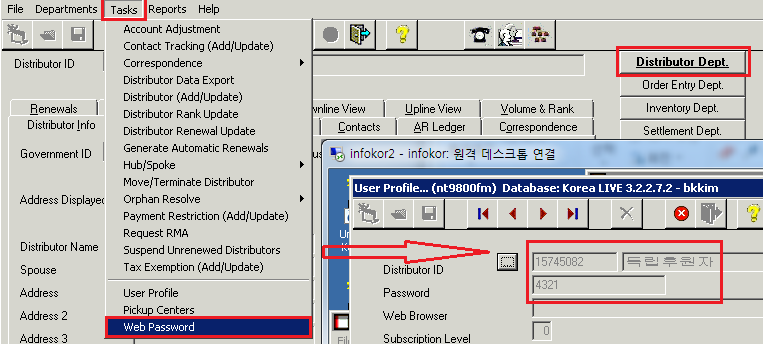 File Departments Tasks Reports Help
Account Adjustment
Contact Tracking (Add/Update)
Correspondence
Distributor Data Export
Distributor (Add/Update)
Distributor Rank Update
Distributor Renewal Update
Generate Automatic Renewals
Hub/Spoke
Move/Terminate Distributor
Orphan Resolve
Payment Restriction (Add/Update)
Request RMA
Suspend Unrenewed Distributors
Tax Exemption (Add/Update)
User Profile
Pickup Centers
Web Password
Distributor ID
Renewals
Distributor Info
Government ID
Address Displayed
Distributor Name
Spouse
Address
Address 2
Address 3
Upline View Volume & Rank
Contacts AR Ledger Correspondence
Distributor Dept.
Order Entry Dept.
Inventory Dept.
Settlement Dept.
infokor2 - infokor: 원격 데스크톱 연결
User Profile... (nt9800fm) Database: Korea LIVE 3.2.2.7.2 - bkkim
Distributor ID 15745082 독립후원자
Password 4321
Web Browser
Subscription Level 0